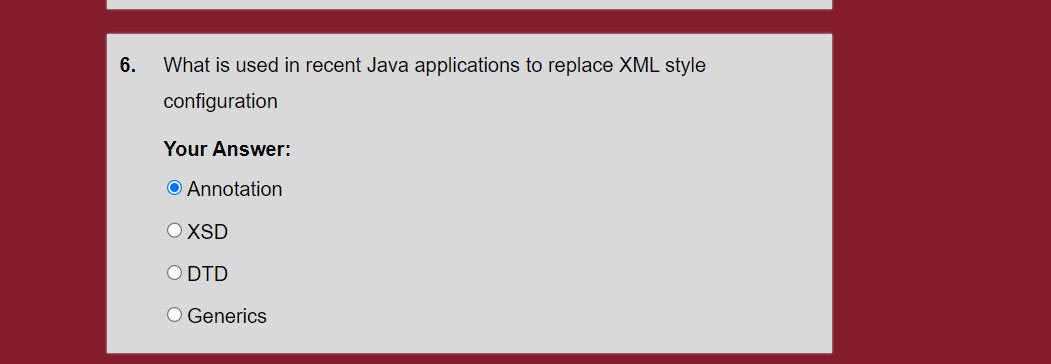 6. What is used in recent Java applications to replace XML style
configuration
Your Answer:
Annotation
XSD
DTD
Generics